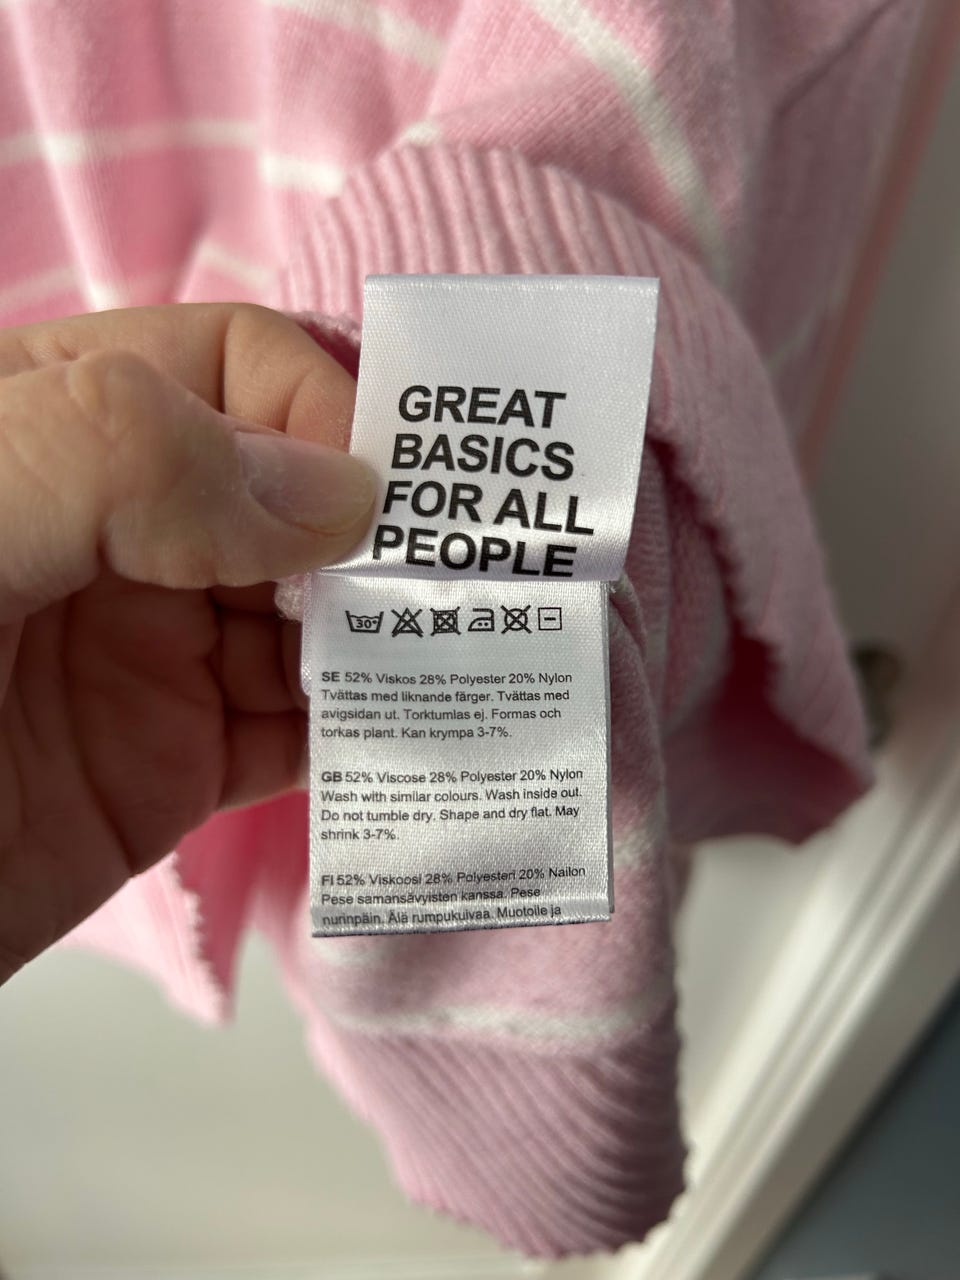 GREAT
BASICS
FOR ALL
PEOPLE
30°
SE 52% Viskos 28% Polyester 20% Nylon
Tvättas med liknande färger. Tvättas med
avigsidan ut. Torktumlas ej. Formas och
torkas plant. Kan krympa 3-7%.
GB 52% Viscose 28% Polyester 20% Nylon
Wash with similar colours. Wash inside out.
Do not tumble dry. Shape and dry flat. May
shrink 3-7%.
FI 52% Viskoosi 28% Polyesteri 20% Nailon
Pese samansävyisten kanssa. Pese
nurinpäin. Älä rumpukuivaa. Muotoile ja